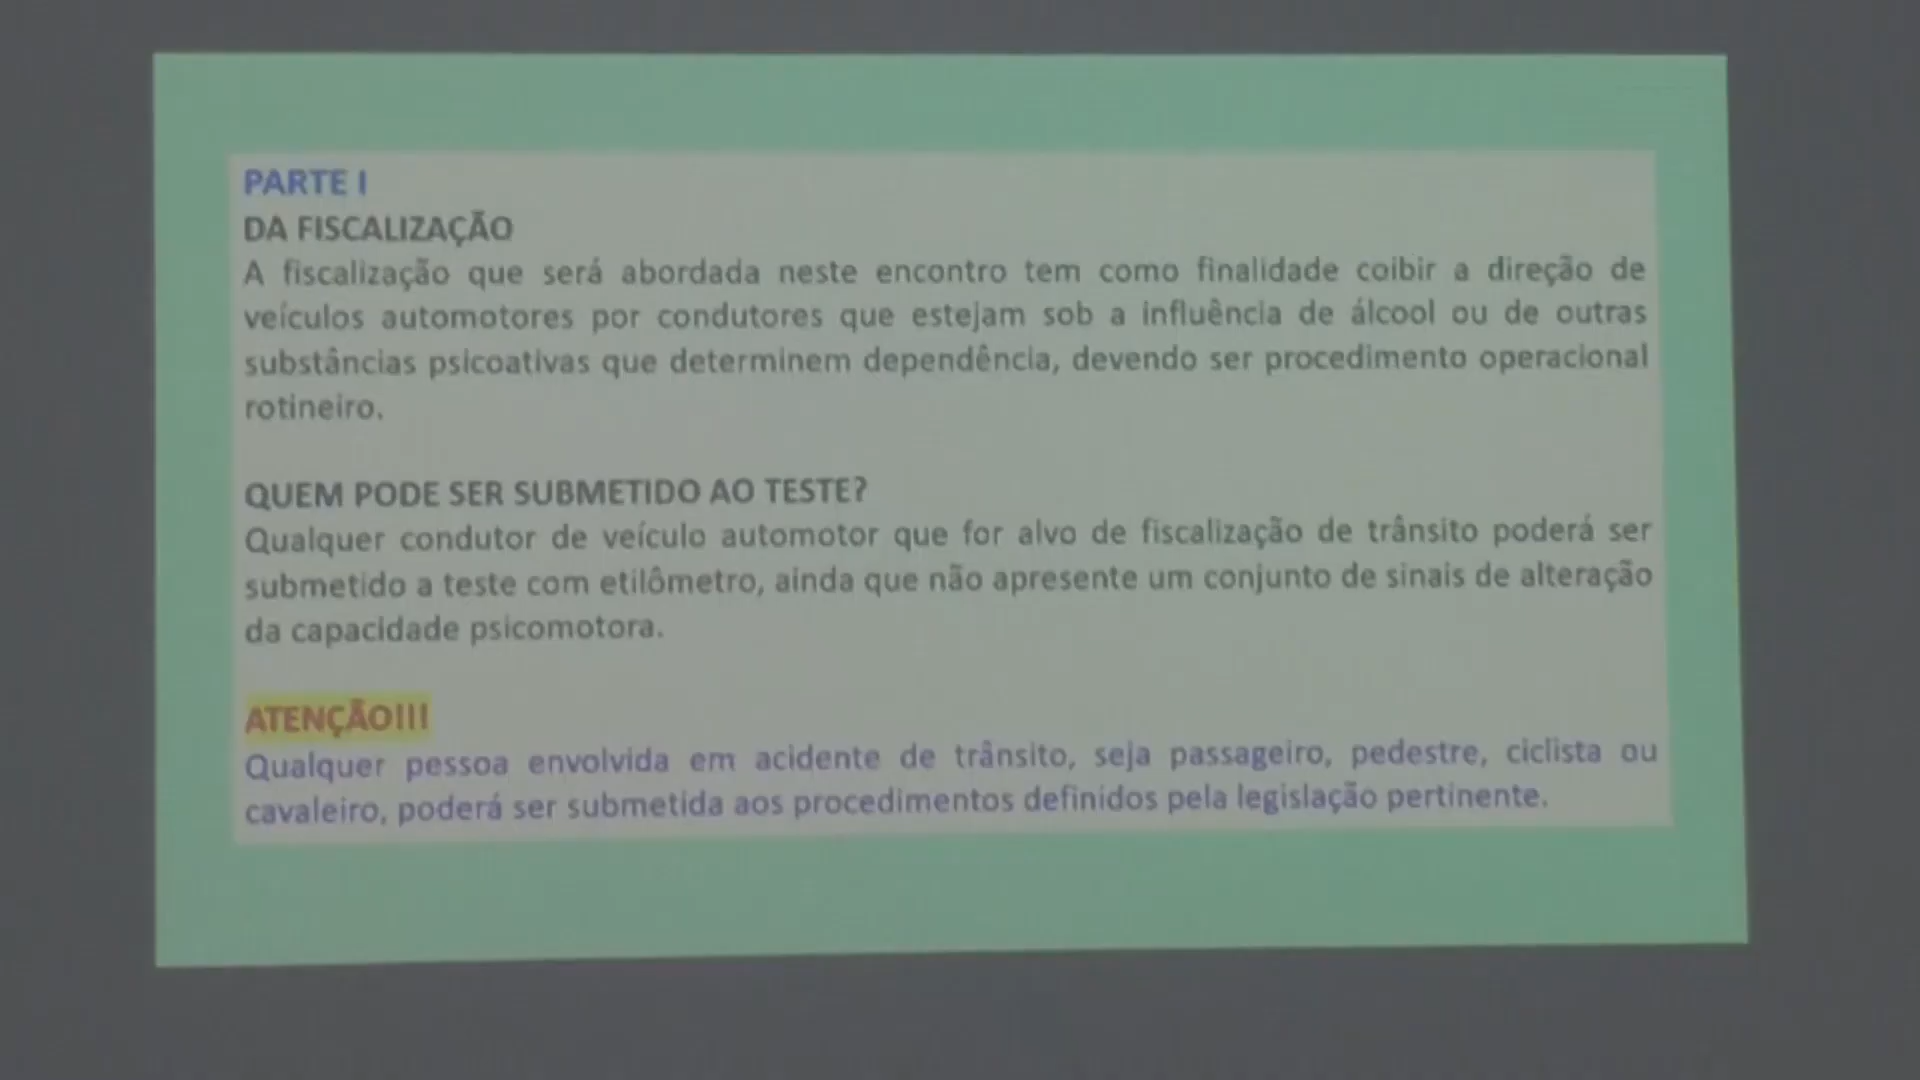 PARTE I
DA FISCALIZAÇÃO
A fiscalização que será abordada neste encontro tem como finalidade coibir a direção de
veículos automotores por condutores que estejam sob a influência de álcool ou de outras
substâncias psicoativas que determinem dependência, devendo ser procedimento operacional
rotineiro.
QUEM PODE SER SUBMETIDO AO TESTE?
Qualquer condutor de veículo automotor que for alvo de fiscalização de trânsito poderá ser
submetido a teste com etilômetro, ainda que não apresente um conjunto de sinais de alteração
da capacidade psicomotora.
ATENÇÃO!!!
Qualquer pessoa envolvida em acidente de trânsito, seja passageiro, pedestre, ciclista ou
cavaleiro, poderá ser submetida aos procedimentos definidos pela legislação pertinente.